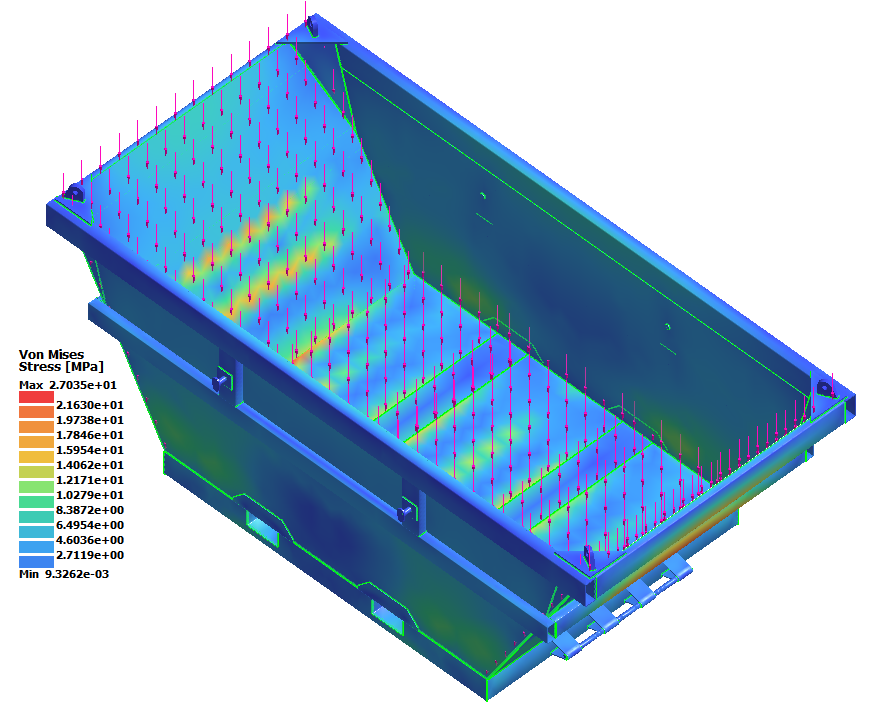 Von Mises
Stress [MPa]
Max 2.7035e+01
2.1630e+01
1.9738e+01
1.7846e+01
1.5954e+01
1.4062e+01
1.2171e+01
1.0279e+01
8.3872e+00
6.4954e+00
4.6036e+00
2.7119e+00
Min 9.3262e-03